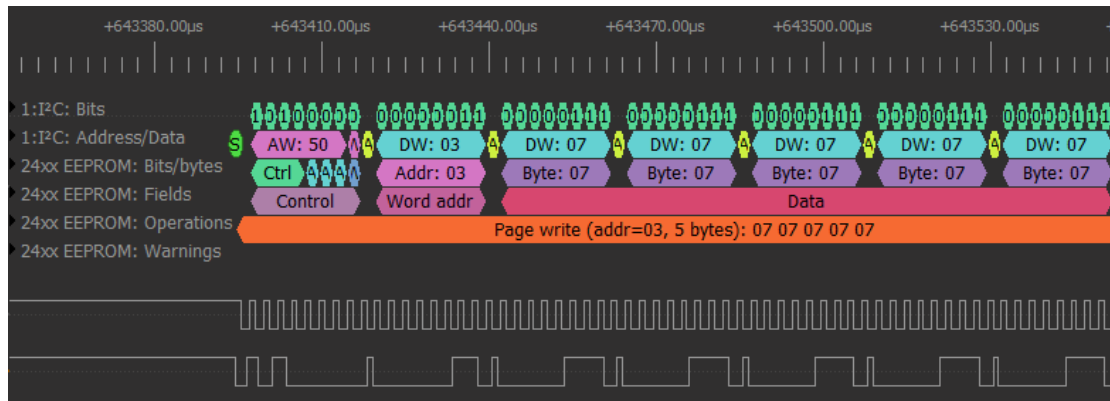 +643380.00µs +643410.00µs +643440.00µs +643470.00µs +643500.00µs +643530.00µs
1:I²C: Bits 10100000 00000011 00000111 00000111 00000111 00000111 00000111
1:I²C: Address/Data S AW: 50 A DW: 03 A DW: 07 A DW: 07 A DW: 07 A DW: 07 A DW: 07
24xx EEPROM: Bits/bytes Ctrl A A A Addr: 03 Byte: 07 Byte: 07 Byte: 07 Byte: 07 Byte: 07
24xx EEPROM: Fields Control Word addr Data
24xx EEPROM: Operations Page write (addr=03, 5 bytes): 07 07 07 07 07
24xx EEPROM: Warnings